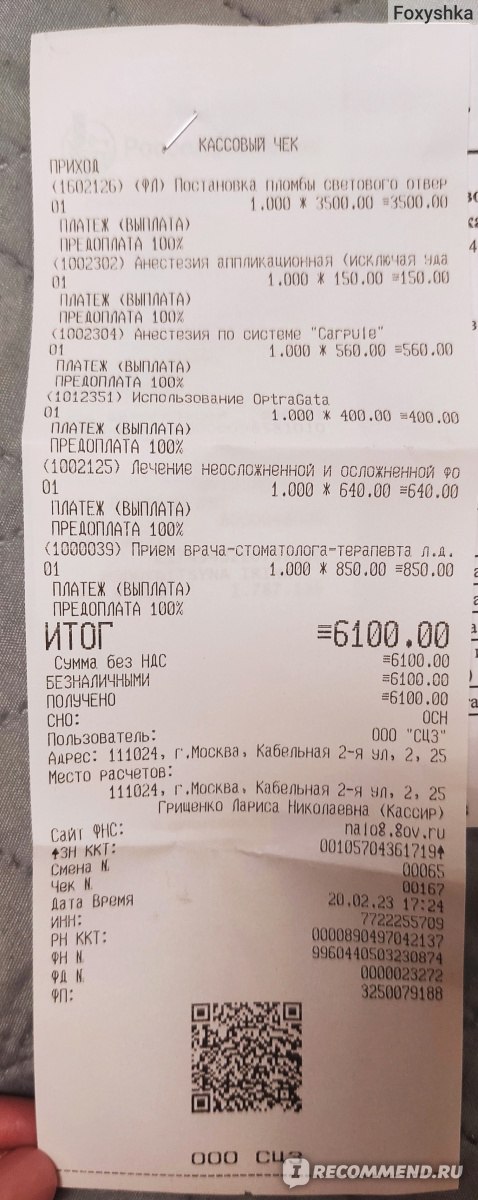 Foxyshka
КАССОВЫЙ ЧЕК
ПРИХОД
(1602126) (ФЛ) Постановка пломбы светового отвер
01 1.000 * 3500.00 ≡3500.00
ПЛАТЕЖ (ВЫПЛАТА)
ПРЕДОПЛАТА 100%
(1002302) Анестезия аппликационная (исключая уда
01 1.000 * 150.00 ≡150.00
ПЛАТЕЖ (ВЫПЛАТА)
ПРЕДОПЛАТА 100%
(1002304) Анестезия по системе "Carpule"
01 1.000 * 560.00 ≡560.00
ПЛАТЕЖ (ВЫПЛАТА)
ПРЕДОПЛАТА 100%
(1012351) Использование OptraGata
01 1.000 * 400.00 ≡400.00
ПЛАТЕЖ (ВЫПЛАТА)
ПРЕДОПЛАТА 100%
(1002125) Лечение неосложненной и осложненной фо
01 1.000 * 640.00 ≡640.00
ПЛАТЕЖ (ВЫПЛАТА)
ПРЕДОПЛАТА 100%
(1000039) Прием врача-стоматолога-терапевта л.д.
01 1.000 * 850.00 ≡850.00
ПЛАТЕЖ (ВЫПЛАТА)
ПРЕДОПЛАТА 100%
ИТОГ ≡6100.00
Сумма без НДС ≡6100.00
БЕЗНАЛИЧНЫМИ ≡6100.00
ПОЛУЧЕНО ≡6100.00
СНО: ОСН
Пользователь: ООО "СЦЗ"
Адрес: 111024, г.Москва, Кабельная 2-я ул, 2, 25
Место расчетов:
111024, г.Москва, Кабельная 2-я ул, 2, 25
Грищенко Лариса Николаевна (Кассир)
Сайт ФНС: nalog.gov.ru
↑ЗН ККТ: 00105704361719↑
Смена N 00065
Чек N 00167
Дата Время 20.02.23 17:24
ИНН: 7722255709
РН ККТ: 0000890497042137
ФН N 9960440503230874
ФД N 0000023272
ФП: 3250079188
ООО СЦЗ
IRECOMMEND.RU